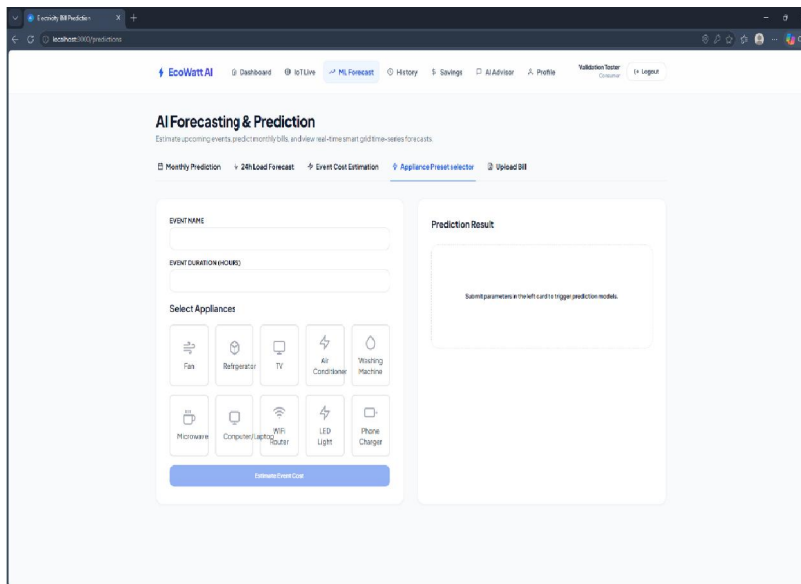 Electricity Bill Prediction
localhost:3000/predictions
EcoWatt AI
Dashboard
IoT Live
ML Forecast
History
$ Savings
AI Advisor
Profile
Validation Tester
Consumer
Logout
AI Forecasting & Prediction
Estimate upcoming events, predict monthly bills, and view real-time smart grid time-series forecasts.
Monthly Prediction
24h Load Forecast
Event Cost Estimation
Appliance Preset selector
Upload Bill
EVENT NAME
EVENT DURATION (HOURS)
Select Appliances
Fan
Refrigerator
TV
Air
Conditioner
Washing
Machine
Microwave
Computer/Laptop
WiFi
Router
LED
Light
Phone
Charger
Estimate Event Cost
Prediction Result
Submit parameters in the left card to trigger prediction models.